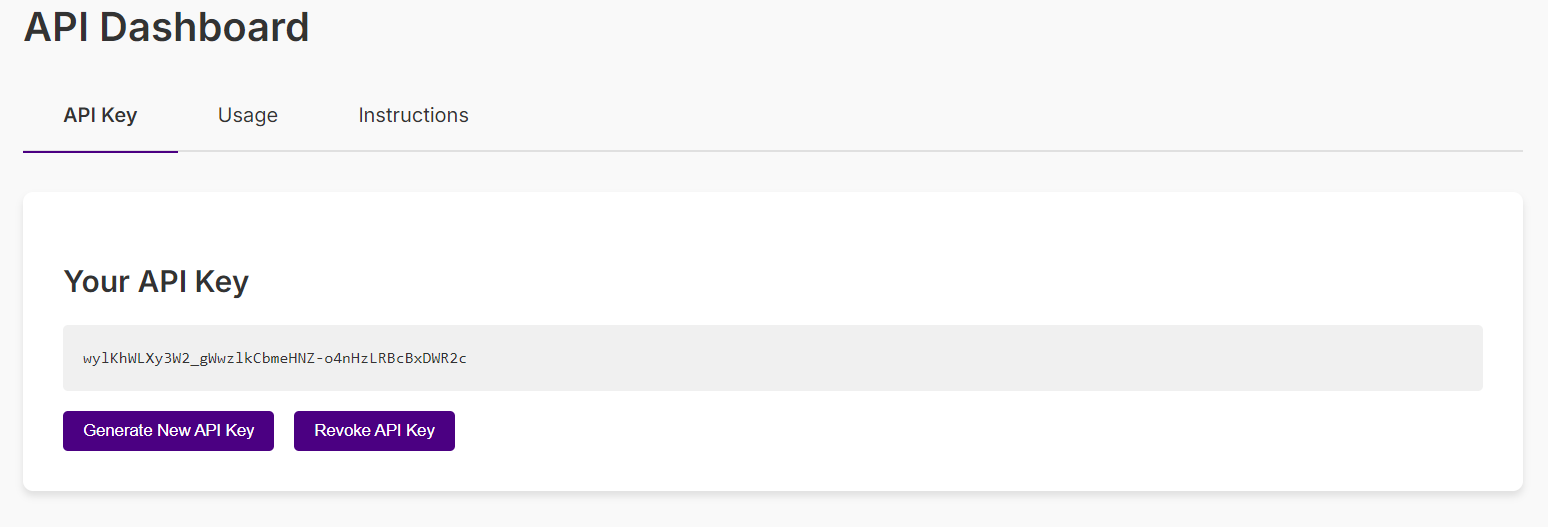 API Dashboard
API Key Usage Instructions
Your API Key
wylKhWLXy3W2_gWwzlkCbmeHNZ-o4nHzLRBcBxDWR2c
Generate New API Key Revoke API Key